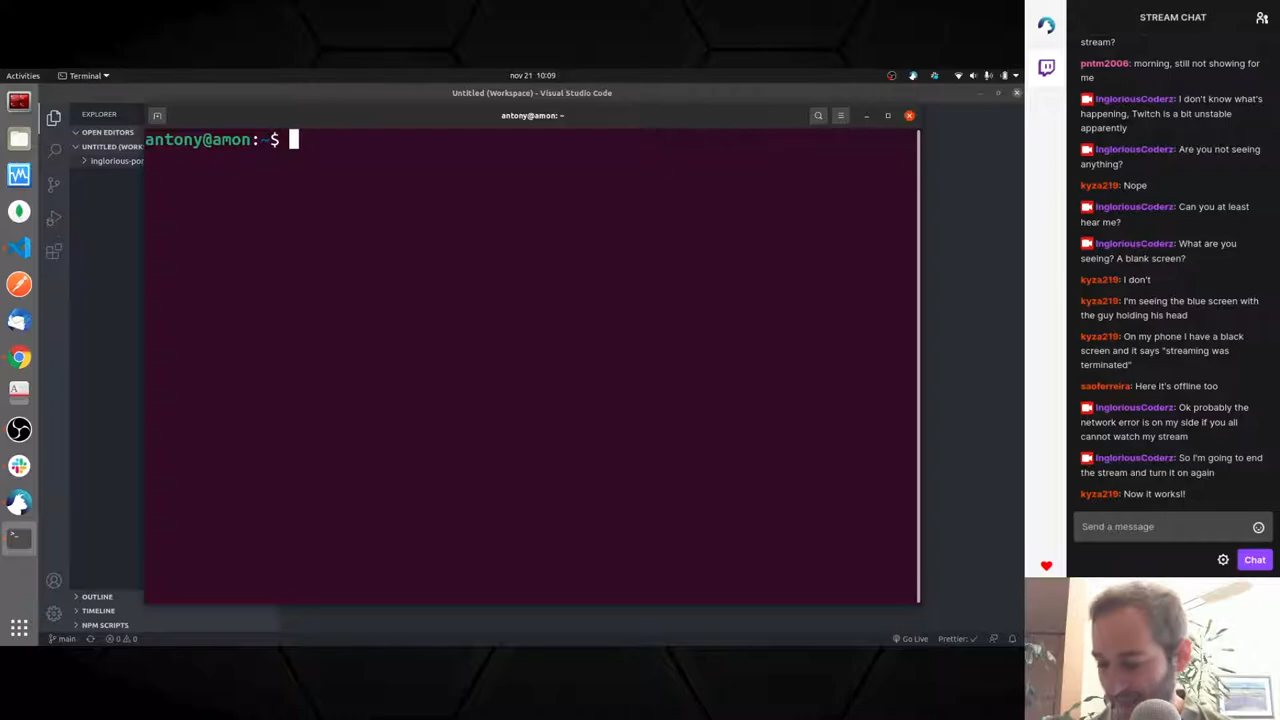 STREAM CHAT
Activities
Terminal
nov 21 10:09
Untitled (Workspace) - Visual Studio Code
EXPLORER
antony@amon: ~
OPEN EDITORS
UNTITLED (WORK
inglorious-por
antony@amon:~$
OUTLINE
TIMELINE
NPM SCRIPTS
main
0
0
Go Live
Prettier:
stream?
pntm2006: morning, still not showing for
me
IngloriousCoderz: I don't know what's
happening, Twitch is a bit unstable
apparently
IngloriousCoderz: Are you not seeing
anything?
kyza219: Nope
IngloriousCoderz: Can you at least
hear me?
IngloriousCoderz: What are you
seeing? A blank screen?
kyza219: I don't
kyza219: I'm seeing the blue screen with
the guy holding his head
kyza219: On my phone I have a black
screen and it says "streaming was
terminated"
saoferreira: Here it's offline too
IngloriousCoderz: Ok probably the
network error is on my side if you all
cannot watch my stream
IngloriousCoderz: So I'm going to end
the stream and turn it on again
kyza219: Now it works!!
Send a message
Chat